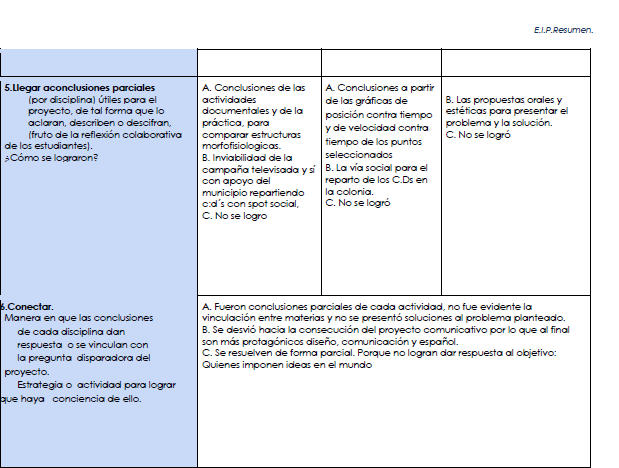 E.I.P.Resumen.
5.Llegar aconclusiones parciales
(por disciplina) útiles para el
proyecto, de tal forma que lo
aclaran, describen o descifran,
(fruto de la reflexión colaborativa
de los estudiantes).
¿Cómo se lograron?
A. Conclusiones de las
actividades
documentales y de la
práctica, para
comparar estructuras
morfofisiologicas.
B. Inviabilidad de la
campaña televisada y sí
con apoyo del
municipio repartiendo
c:d´s con spot social,
C. No se logro
A. Conclusiones a partir
de las gráficas de
posición contra tiempo
y de velocidad contra
tiempo de los puntos
seleccionados
B. La vía social para el
reparto de los C.Ds en
la colonia.
C. No se logró
B. Las propuestas orales y
estéticas para presentar el
problema y la solución.
C. No se logró
6.Conectar.
Manera en que las conclusiones
de cada disciplina dan
respuesta o se vinculan con
la pregunta disparadora del
proyecto.
Estrategia o actividad para lograr
que haya conciencia de ello.
A. Fueron conclusiones parciales de cada actividad, no fue evidente la
vinculación entre materias y no se presentó soluciones al problema planteado.
B. Se desvió hacia la consecución del proyecto comunicativo por lo que al final
son más protagónicos diseño, comunicación y español.
C. Se resuelven de forma parcial. Porque no logran dar respuesta al objetivo:
Quienes imponen ideas en el mundo